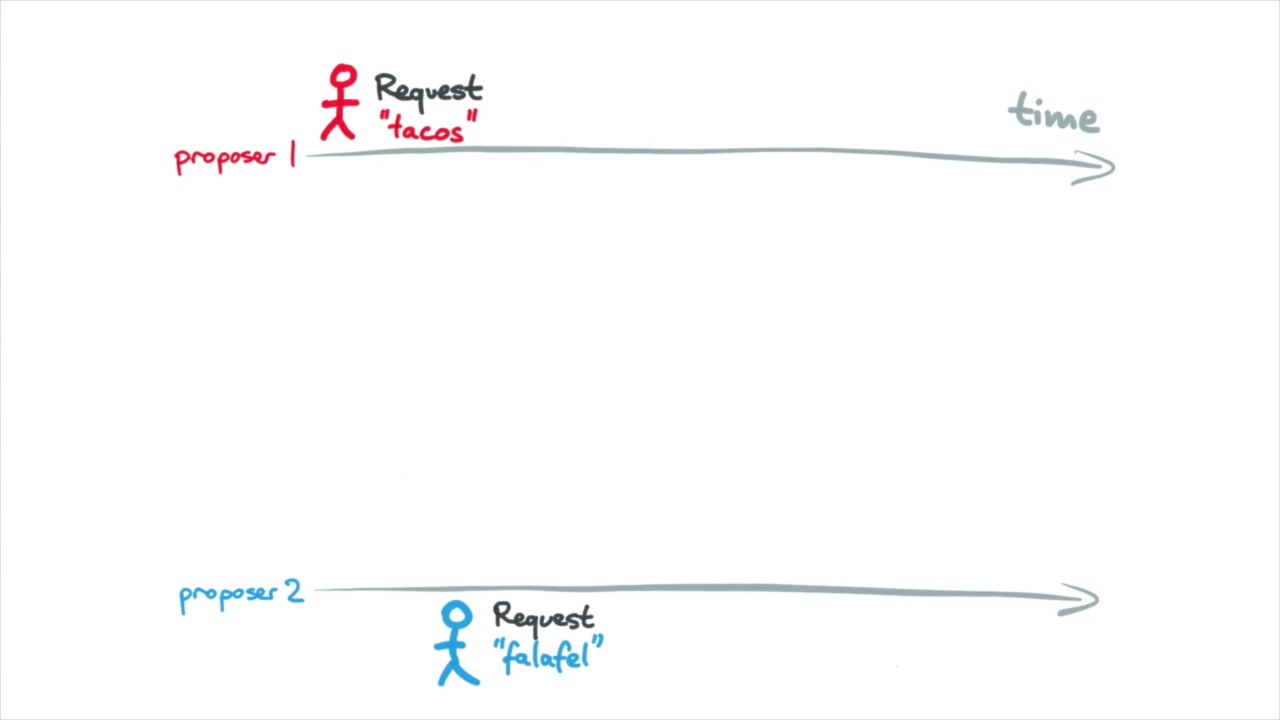 Request
"tacos"
time
proposer 1
proposer 2
Request
"falafel"